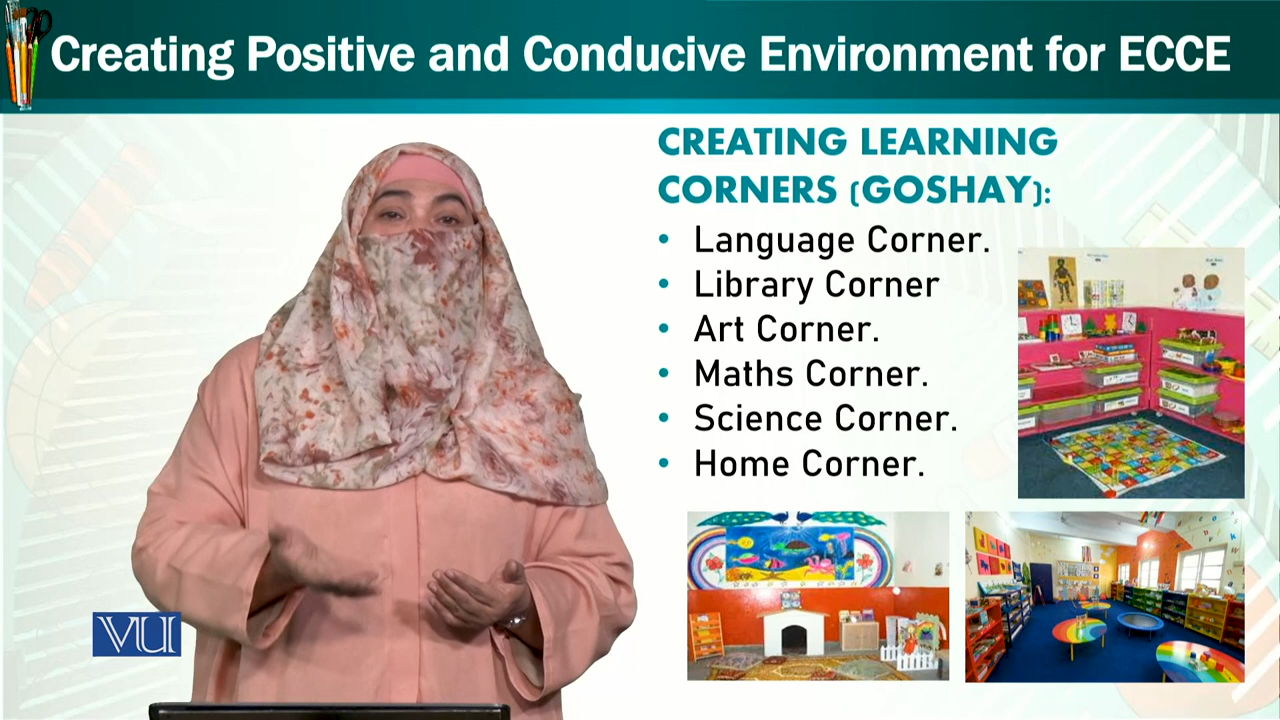 Creating Positive and Conducive Environment for ECCE
CREATING LEARNING
CORNERS (GOSHAY):
• Language Corner.
• Library Corner
• Art Corner.
• Maths Corner.
• Science Corner.
• Home Corner.
VU